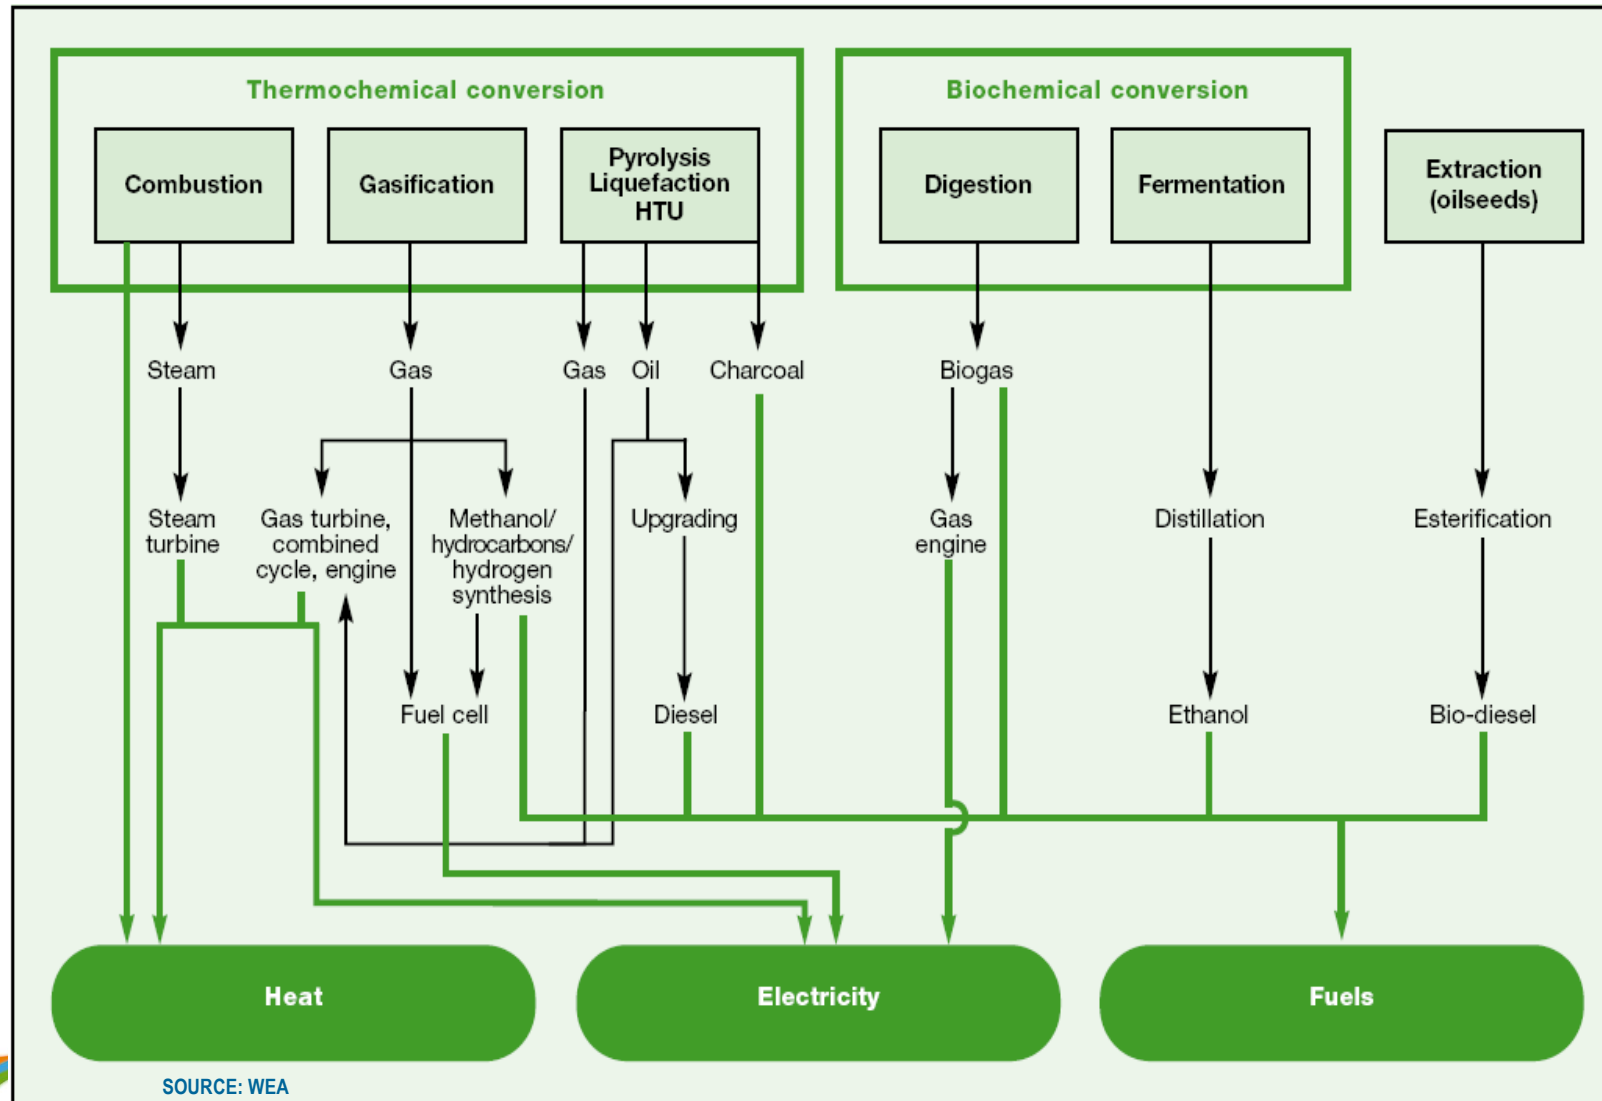 Thermochemical conversion
Biochemical conversion
Combustion
Gasification
Pyrolysis
Liquefaction
HTU
Digestion
Fermentation
Extraction
(oilseeds)
Steam
Gas
Gas
Oil
Charcoal
Biogas
Steam
turbine
Gas turbine,
combined
cycle, engine
Methanol/
hydrocarbons/
hydrogen
synthesis
Upgrading
Gas
engine
Distillation
Esterification
Fuel cell
Diesel
Ethanol
Bio-diesel
Heat
Electricity
Fuels
SOURCE: WEA